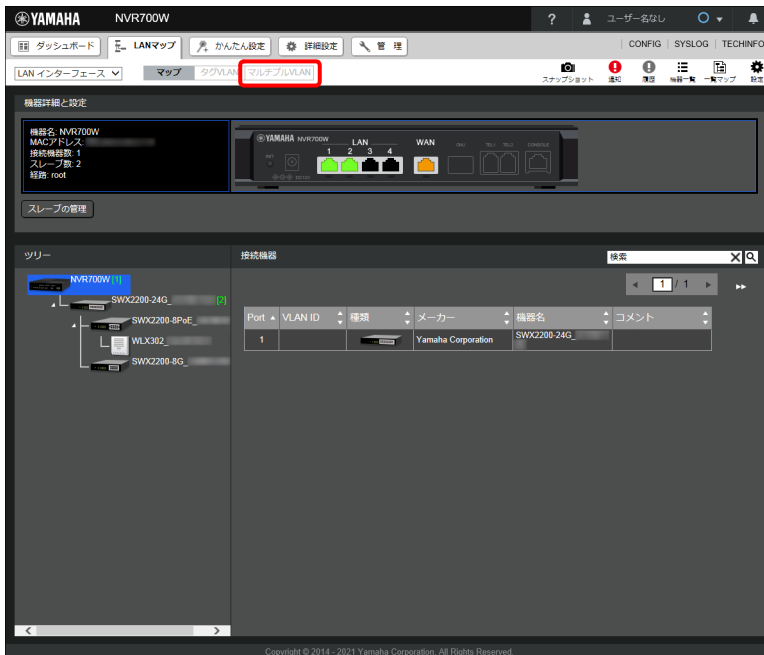 YAMAHA NVR700W ? ユーザー名なし
ダッシュボード LANマップ かんたん設定 詳細設定 管 理 CONFIG SYSLOG TECHINFO
LAN インターフェース マップ タグVLAN マルチプルVLAN スナップショット 通知 履歴 機器一覧 一覧マップ 設定
機器詳細と設定
機器名: NVR700W
MACアドレス:
接続機器数: 1
スレーブ数: 2
経路: root
YAMAHA NVR700W LAN WAN ONU TEL1 TEL2 CONSOLE
1 2 3 4
スレーブの管理
ツリー 接続機器 検索
NVR700W [1]
1 / 1
SWX2200-24G_ [2]
SWX2200-8PoE_
WLX302_
SWX2200-8G_
Port VLAN ID 種類 メーカー 機器名 コメント
1 Yamaha Corporation SWX2200-24G_
Copyright © 2014 - 2021 Yamaha Corporation. All Rights Reserved.